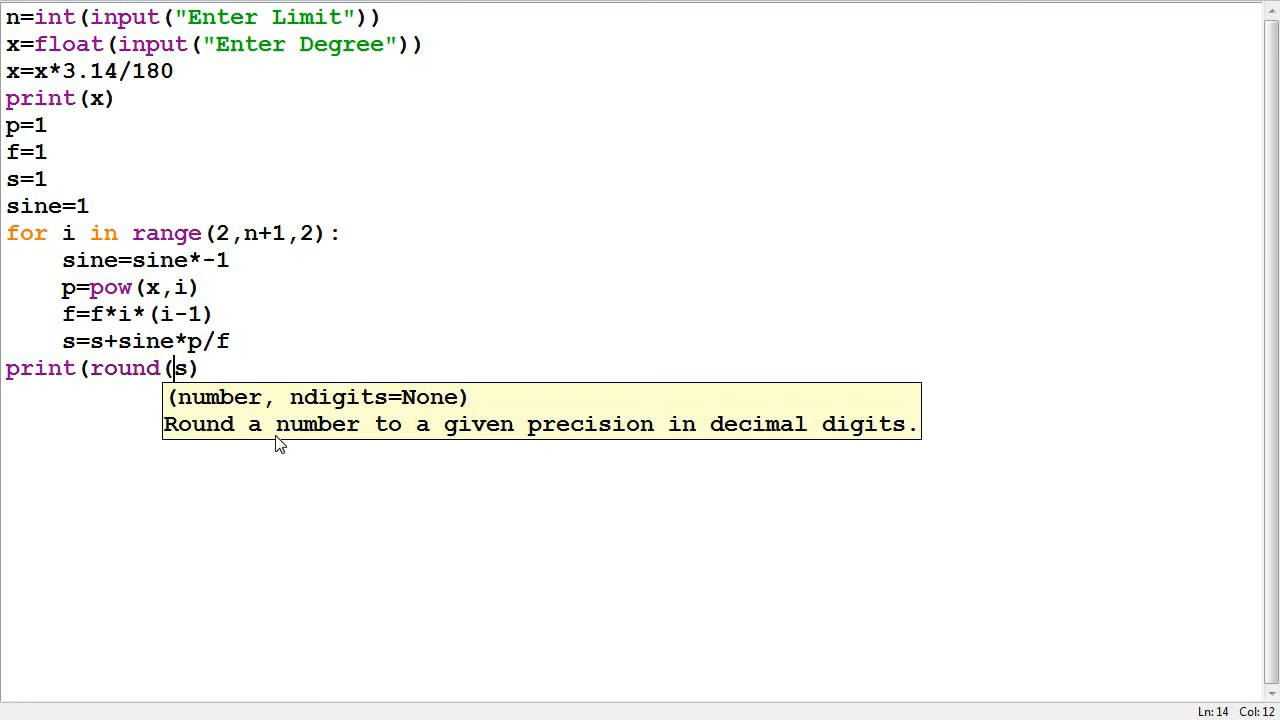 n=int(input("Enter Limit"))
x=float(input("Enter Degree"))
x=x*3.14/180
print(x)
p=1
f=1
s=1
sine=1
for i in range(2,n+1,2):
    sine=sine*-1
    p=pow(x,i)
    f=f*i*(i-1)
    s=s+sine*p/f
print(round(s)
(number, ndigits=None)
Round a number to a given precision in decimal digits.
Ln: 14 Col: 12